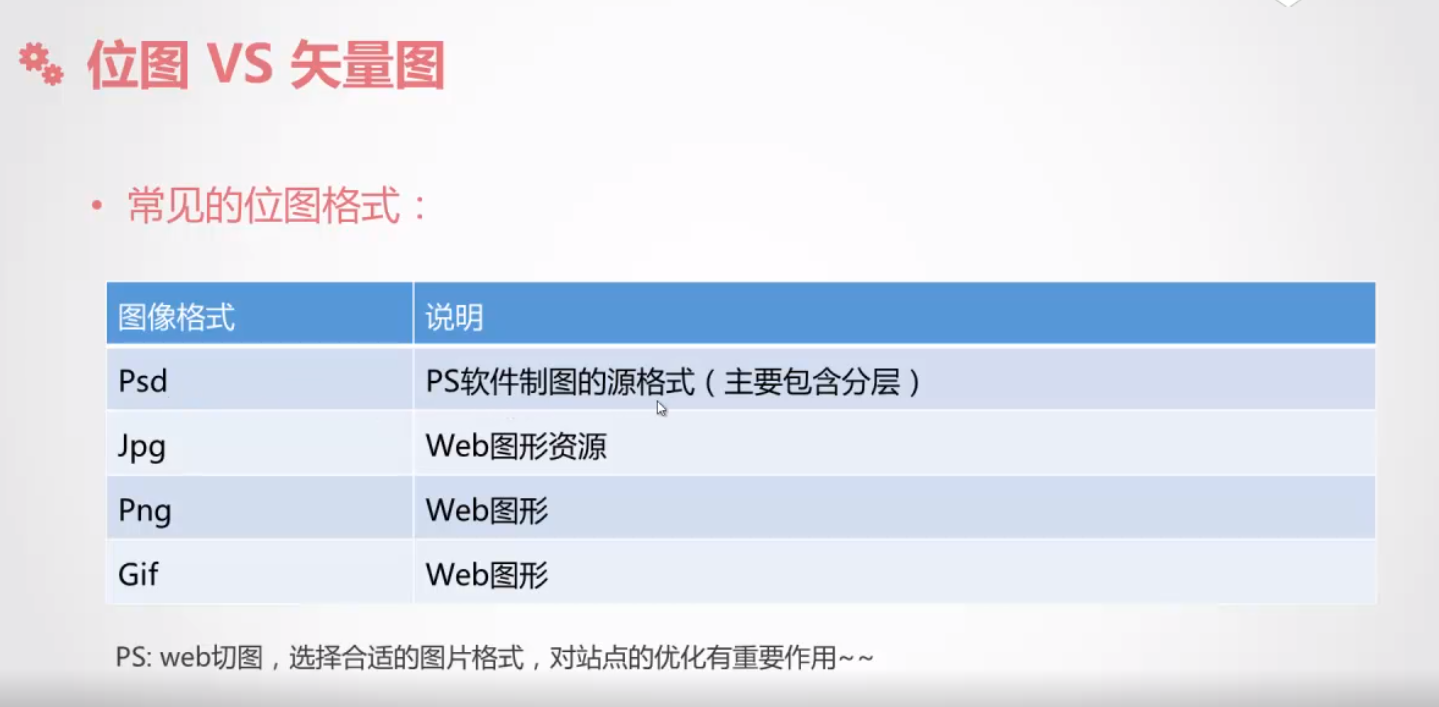 位图 VS 矢量图
• 常见的位图格式：
图像格式 说明
Psd PS软件制图的源格式（主要包含分层）
Jpg Web图形资源
Png Web图形
Gif Web图形
PS: web切图，选择合适的图片格式，对站点的优化有重要作用~~